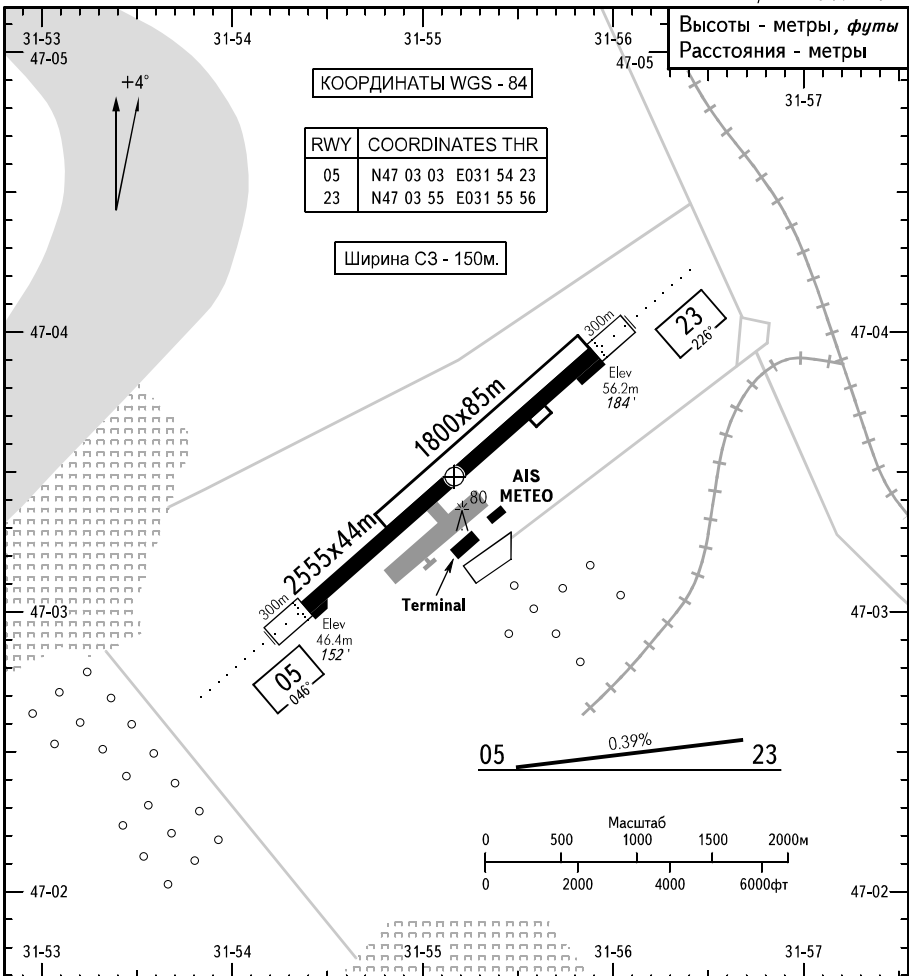 Высоты - метры, футы
Расстояния - метры
31-53
31-54
31-55
31-56
47-05
47-05
31-57
+4°
КООРДИНАТЫ WGS - 84
RWY COORDINATES THR
05 N47 03 03 E031 54 23
23 N47 03 55 E031 55 56
Ширина СЗ - 150м.
47-04
47-04
300m
23
226°
Elev
56.2m
184'
1800x85m
AIS
METEO
80
2555x44m
Terminal
47-03
47-03
300m
Elev
46.4m
152'
05
046°
05
0.39%
23
Масштаб
0 500 1000 1500 2000м
0 2000 4000 6000фт
47-02
47-02
31-53
31-54
31-55
31-56
31-57